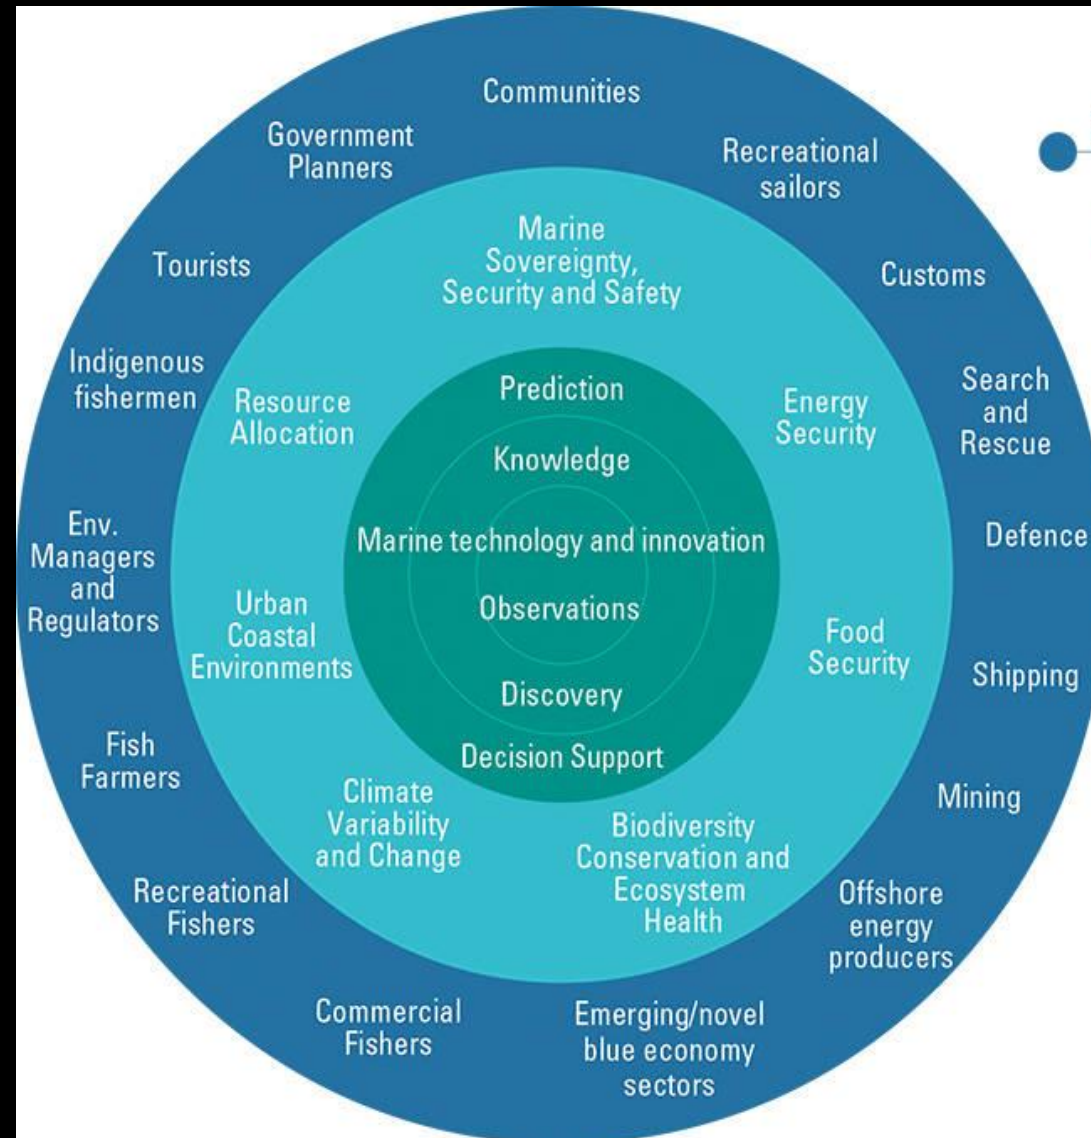 Communities
Government
Planners
Recreational
sailors
Tourists
Customs
Indigenous
fishermen
Search
and
Rescue
Env.
Managers
and
Regulators
Defence
Fish
Farmers
Shipping
Recreational
Fishers
Mining
Commercial
Fishers
Offshore
energy
producers
Emerging/novel
blue economy
sectors
Marine
Sovereignty,
Security and Safety
Resource
Allocation
Energy
Security
Urban
Coastal
Environments
Food
Security
Climate
Variability
and Change
Biodiversity
Conservation and
Ecosystem
Health
Prediction
Knowledge
Marine technology and innovation
Observations
Discovery
Decision Support